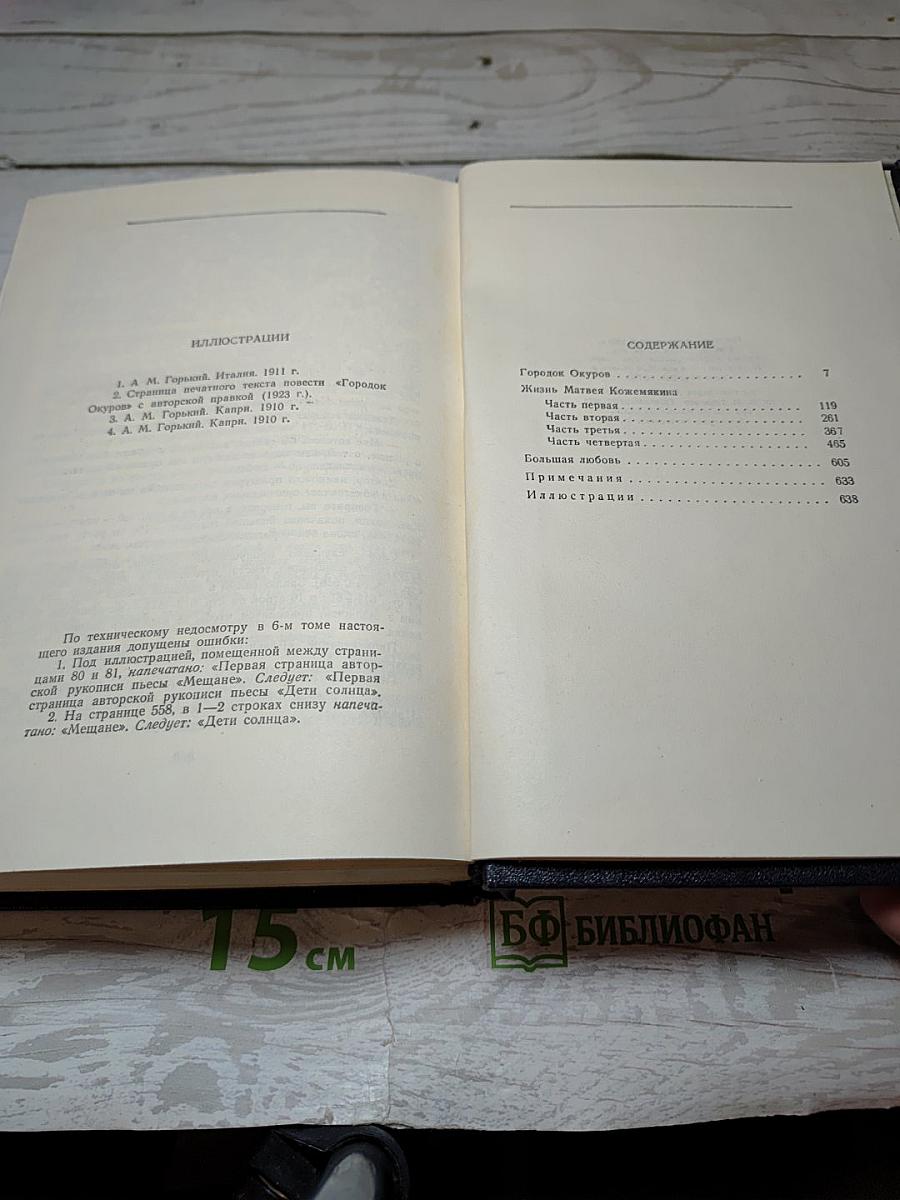 ИЛЛЮСТРАЦИИ
1. А М. Горький. Италия. 1911 г.
2. Страница печатного текста повести «Городок
Окуров» с авторской правкой (1923 г.).
3. А. М. Горький. Капри. 1910 г.
4. А. М. Горький. Капри. 1910 г.
По техническому недосмотру в 6-м томе настоя-
щего издания допущены ошибки:
1. Под иллюстрацией, помещенной между страни-
цами 80 и 81, напечатано: «Первая страница автор-
ской рукописи пьесы «Мещане». Следует: «Первая
страница авторской рукописи пьесы «Дети солнца».
2. На странице 558, в 1—2 строках снизу напеча-
тано: «Мещане». Следует: «Дети солнца».
СОДЕРЖАНИЕ
Городок Окуров . . . . . . . . . . . . . . . . . . . . 7
Жизнь Матвея Кожемякина
Часть первая . . . . . . . . . . . . . . . . . . . 119
Часть вторая . . . . . . . . . . . . . . . . . . . 261
Часть третья . . . . . . . . . . . . . . . . . . . 367
Часть четвертая . . . . . . . . . . . . . . . . . 465
Большая любовь . . . . . . . . . . . . . . . . . . . 605
Примечания . . . . . . . . . . . . . . . . . . . 633
Иллюстрации . . . . . . . . . . . . . . . . . . 638
15 см
БФ БИБЛИОФАН